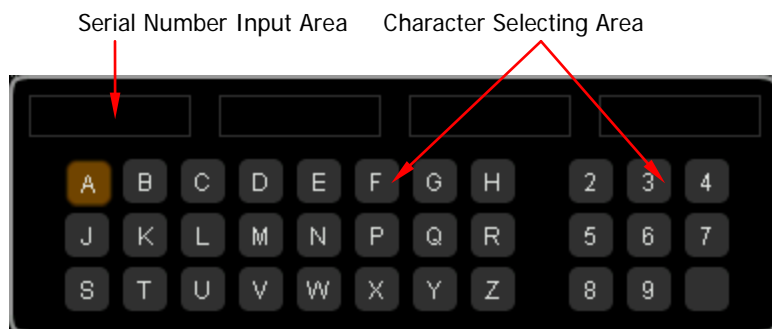 Serial Number Input Area Character Selecting Area
A B C D E F G H 2 3 4
J K L M N P Q R 5 6 7
S T U V W X Y Z 8 9